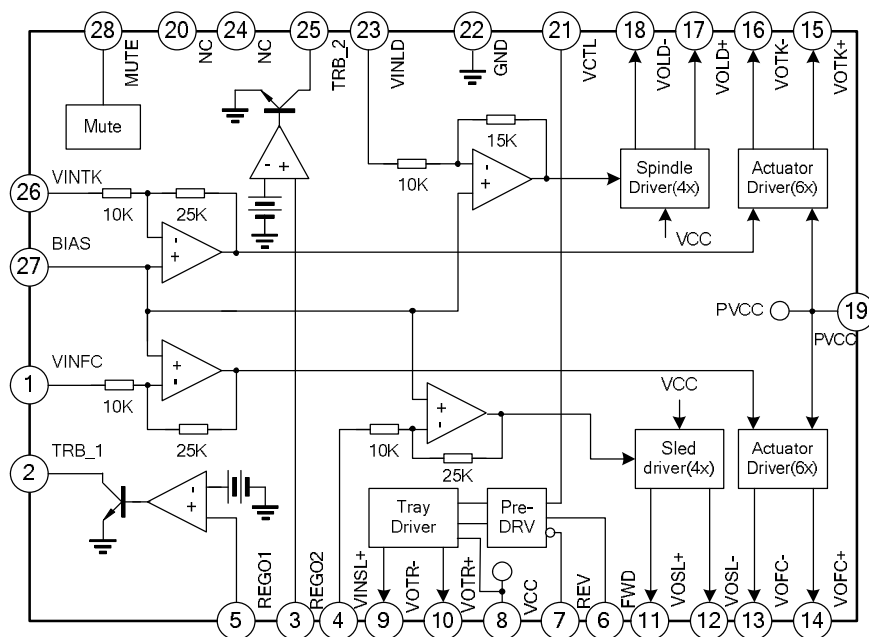 28
20
24
25
23
22
21
18
17
16
15
MUTE
NC
NC
TRB_2
VINLD
GND
VCTL
VOLD-
VOLD+
VOTK-
VOTK+
Mute
- +
15K
10K
-
+
Spindle
Driver(4x)
Actuator
Driver(6x)
VCC
26
VINTK
10K
25K
-
+
27
BIAS
PVCC
19
PVCC
1
VINFC
10K
+
-
25K
VCC
+
-
10K
25K
Sled
driver(4x)
Actuator
Driver(6x)
2
TRB_1
-
+
Tray
Driver
Pre-
DRV
REGO1
REGO2
VINSL+
VOTR-
VOTR+
VCC
REV
FWD
VOSL+
VOSL-
VOFC-
VOFC+
5
3
4
9
10
8
7
6
11
12
13
14